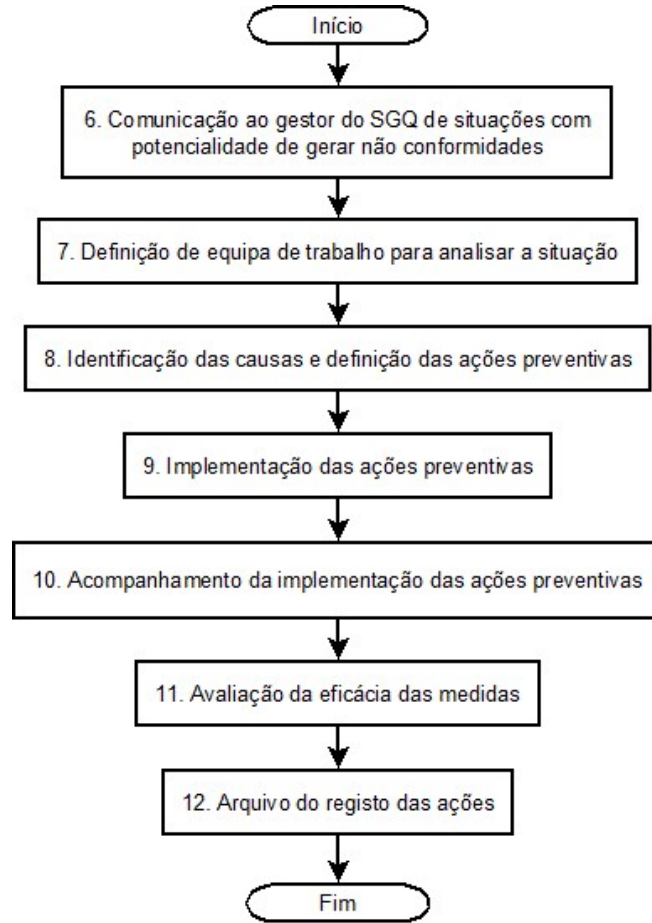 Início
6. Comunicação ao gestor do SGQ de situações com
potencialidade de gerar não conformidades
7. Definição de equipa de trabalho para analisar a situação
8. Identificação das causas e definição das ações preventivas
9. Implementação das ações preventivas
10. Acompanhamento da implementação das ações preventivas
11. Avaliação da eficácia das medidas
12. Arquivo do registo das ações
Fim